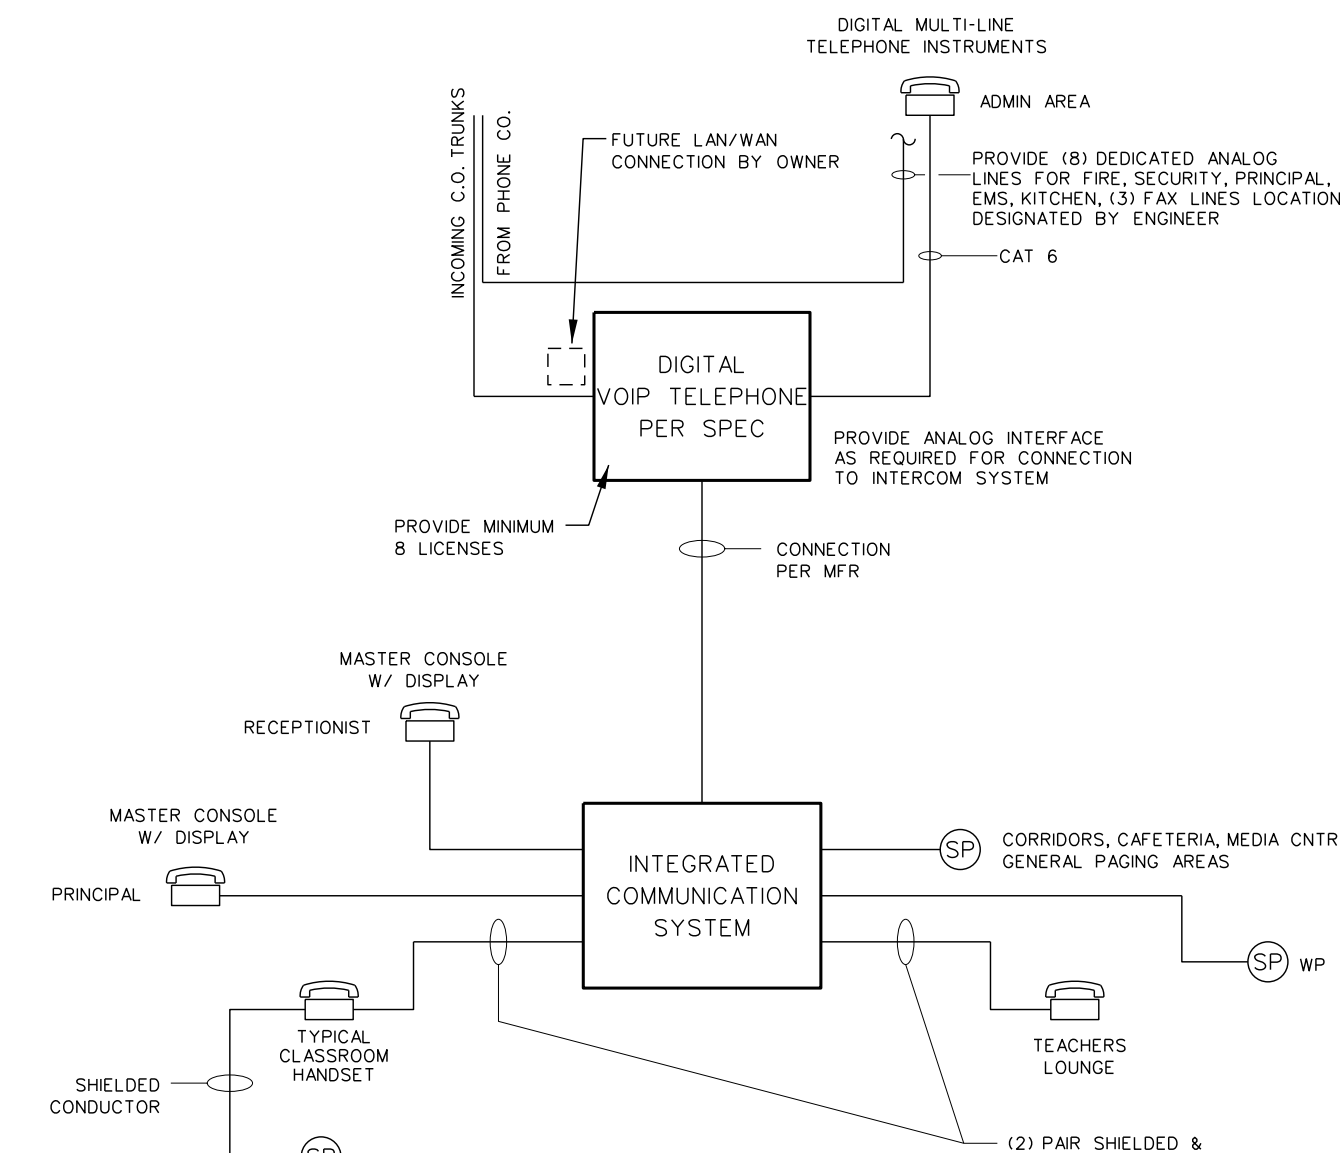 DIGITAL MULTI-LINE
TELEPHONE INSTRUMENTS
ADMIN AREA
INCOMING C.O. TRUNKS
FROM PHONE CO.
FUTURE LAN/WAN
CONNECTION BY OWNER
PROVIDE (8) DEDICATED ANALOG
LINES FOR FIRE, SECURITY, PRINCIPAL,
EMS, KITCHEN, (3) FAX LINES LOCATION
DESIGNATED BY ENGINEER
CAT 6
DIGITAL
VOIP TELEPHONE
PER SPEC
PROVIDE ANALOG INTERFACE
AS REQUIRED FOR CONNECTION
TO INTERCOM SYSTEM
PROVIDE MINIMUM
8 LICENSES
CONNECTION
PER MFR
MASTER CONSOLE
W/ DISPLAY
RECEPTIONIST
MASTER CONSOLE
W/ DISPLAY
PRINCIPAL
INTEGRATED
COMMUNICATION
SYSTEM
SP
CORRIDORS, CAFETERIA, MEDIA CNTR
GENERAL PAGING AREAS
SP
WP
TYPICAL
CLASSROOM
HANDSET
TEACHERS
LOUNGE
SHIELDED
CONDUCTOR
SP
(2) PAIR SHIELDED &